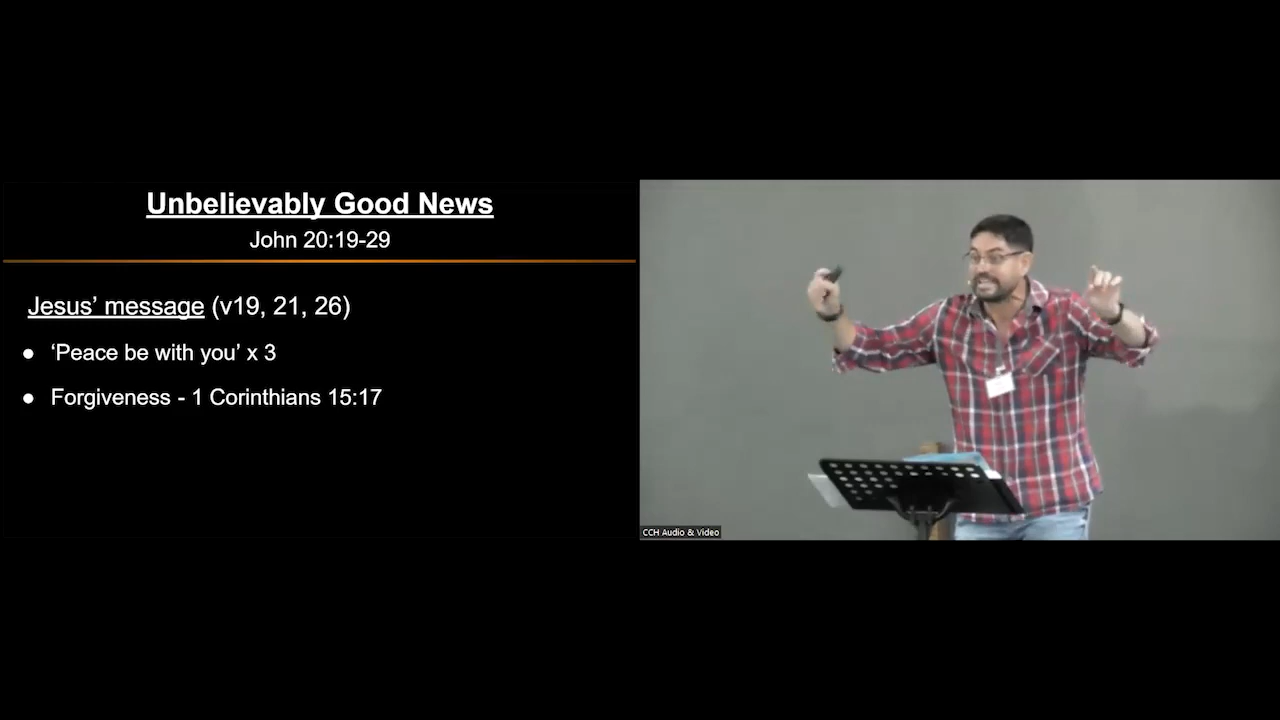 Unbelievably Good News
John 20:19-29
Jesus’ message (v19, 21, 26)
● ‘Peace be with you’ x 3
● Forgiveness - 1 Corinthians 15:17
CCH Audio & Video